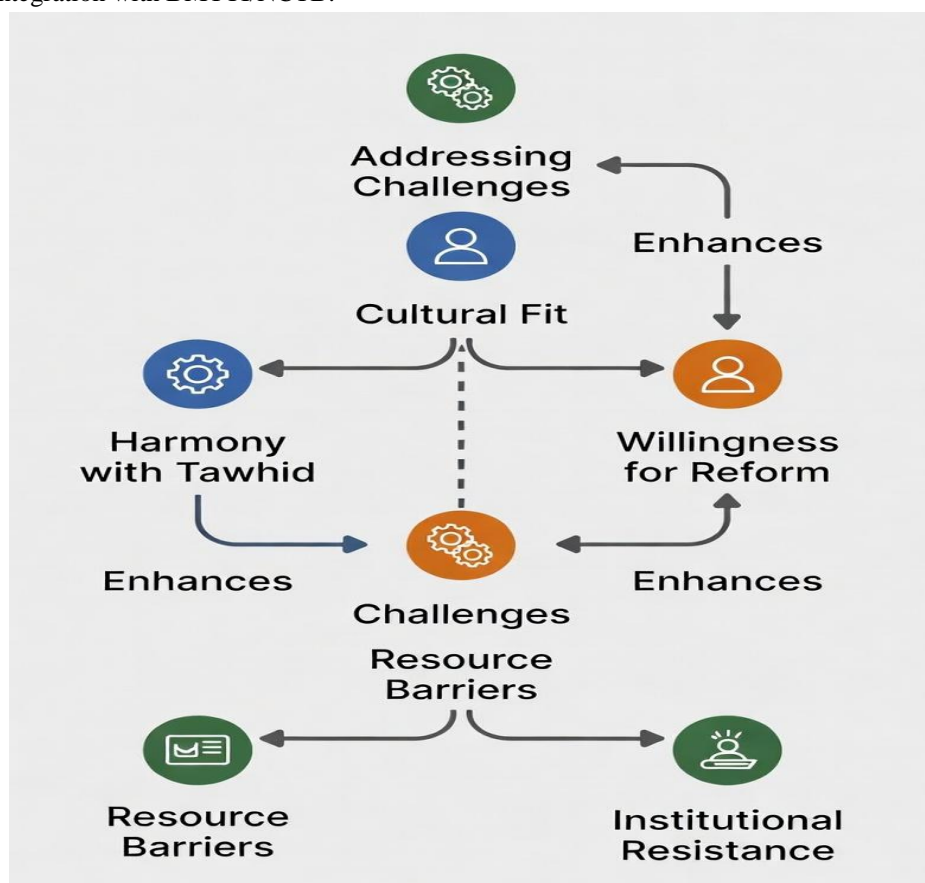 Addressing
Challenges
Enhances
Cultural Fit
Harmony
with Tawhid
Willingness
for Reform
Enhances
Enhances
Challenges
Resource
Barriers
Resource
Barriers
Institutional
Resistance